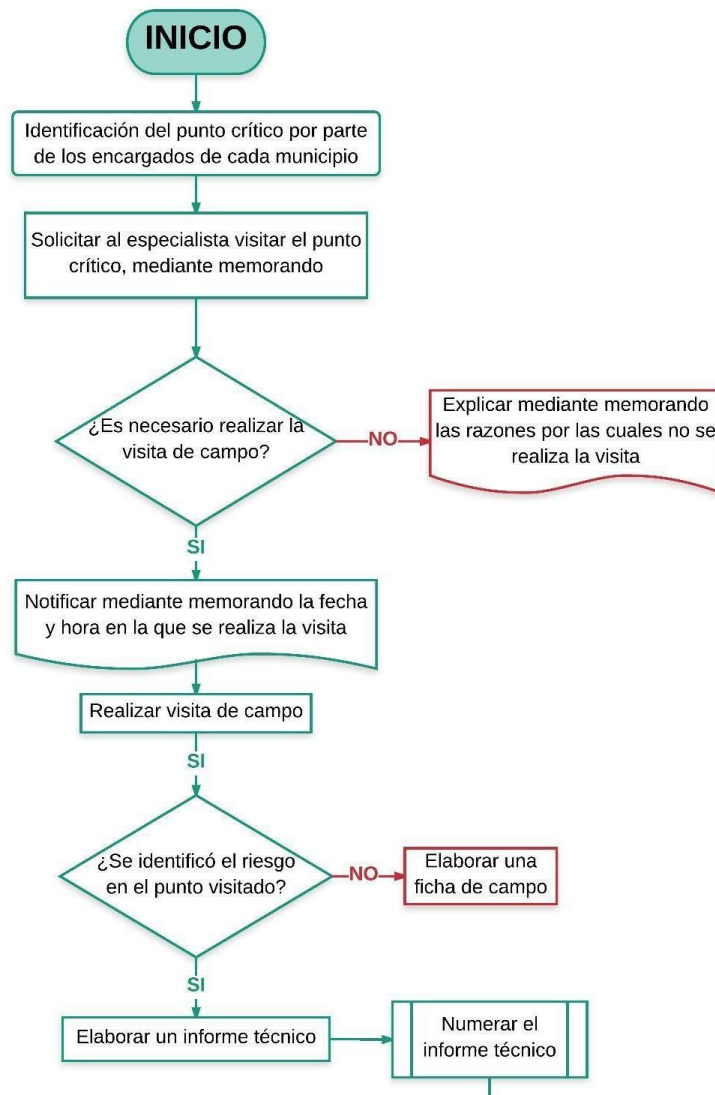 INICIO
Identificación del punto crítico por parte
de los encargados de cada municipio
Solicitar al especialista visitar el punto
crítico, mediante memorando
¿Es necesario realizar la
visita de campo?
NO
Explicar mediante memorando
las razones por las cuales no se
realiza la visita
SI
Notificar mediante memorando la fecha
y hora en la que se realiza la visita
Realizar visita de campo
SI
¿Se identificó el riesgo
en el punto visitado?
NO
Elaborar una
ficha de campo
SI
Elaborar un informe técnico
Numerar el
informe técnico